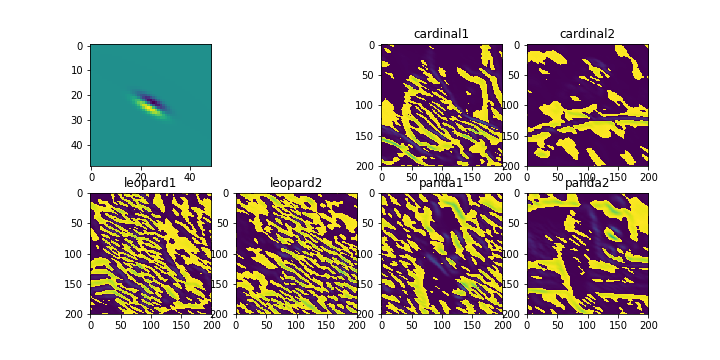 cardinal1 cardinal2
0 0 0
10 50 50
20
30 100 100
40 150 150
200 200
0 20 40 0 50 100 150 200 0 50 100 150 200
leopard1 leopard2 panda1 panda2
0 0 0 0
50 50 50 50
100 100 100 100
150 150 150 150
200 200 200 200
0 50 100 150 200 0 50 100 150 200 0 50 100 150 200 0 50 100 150 200